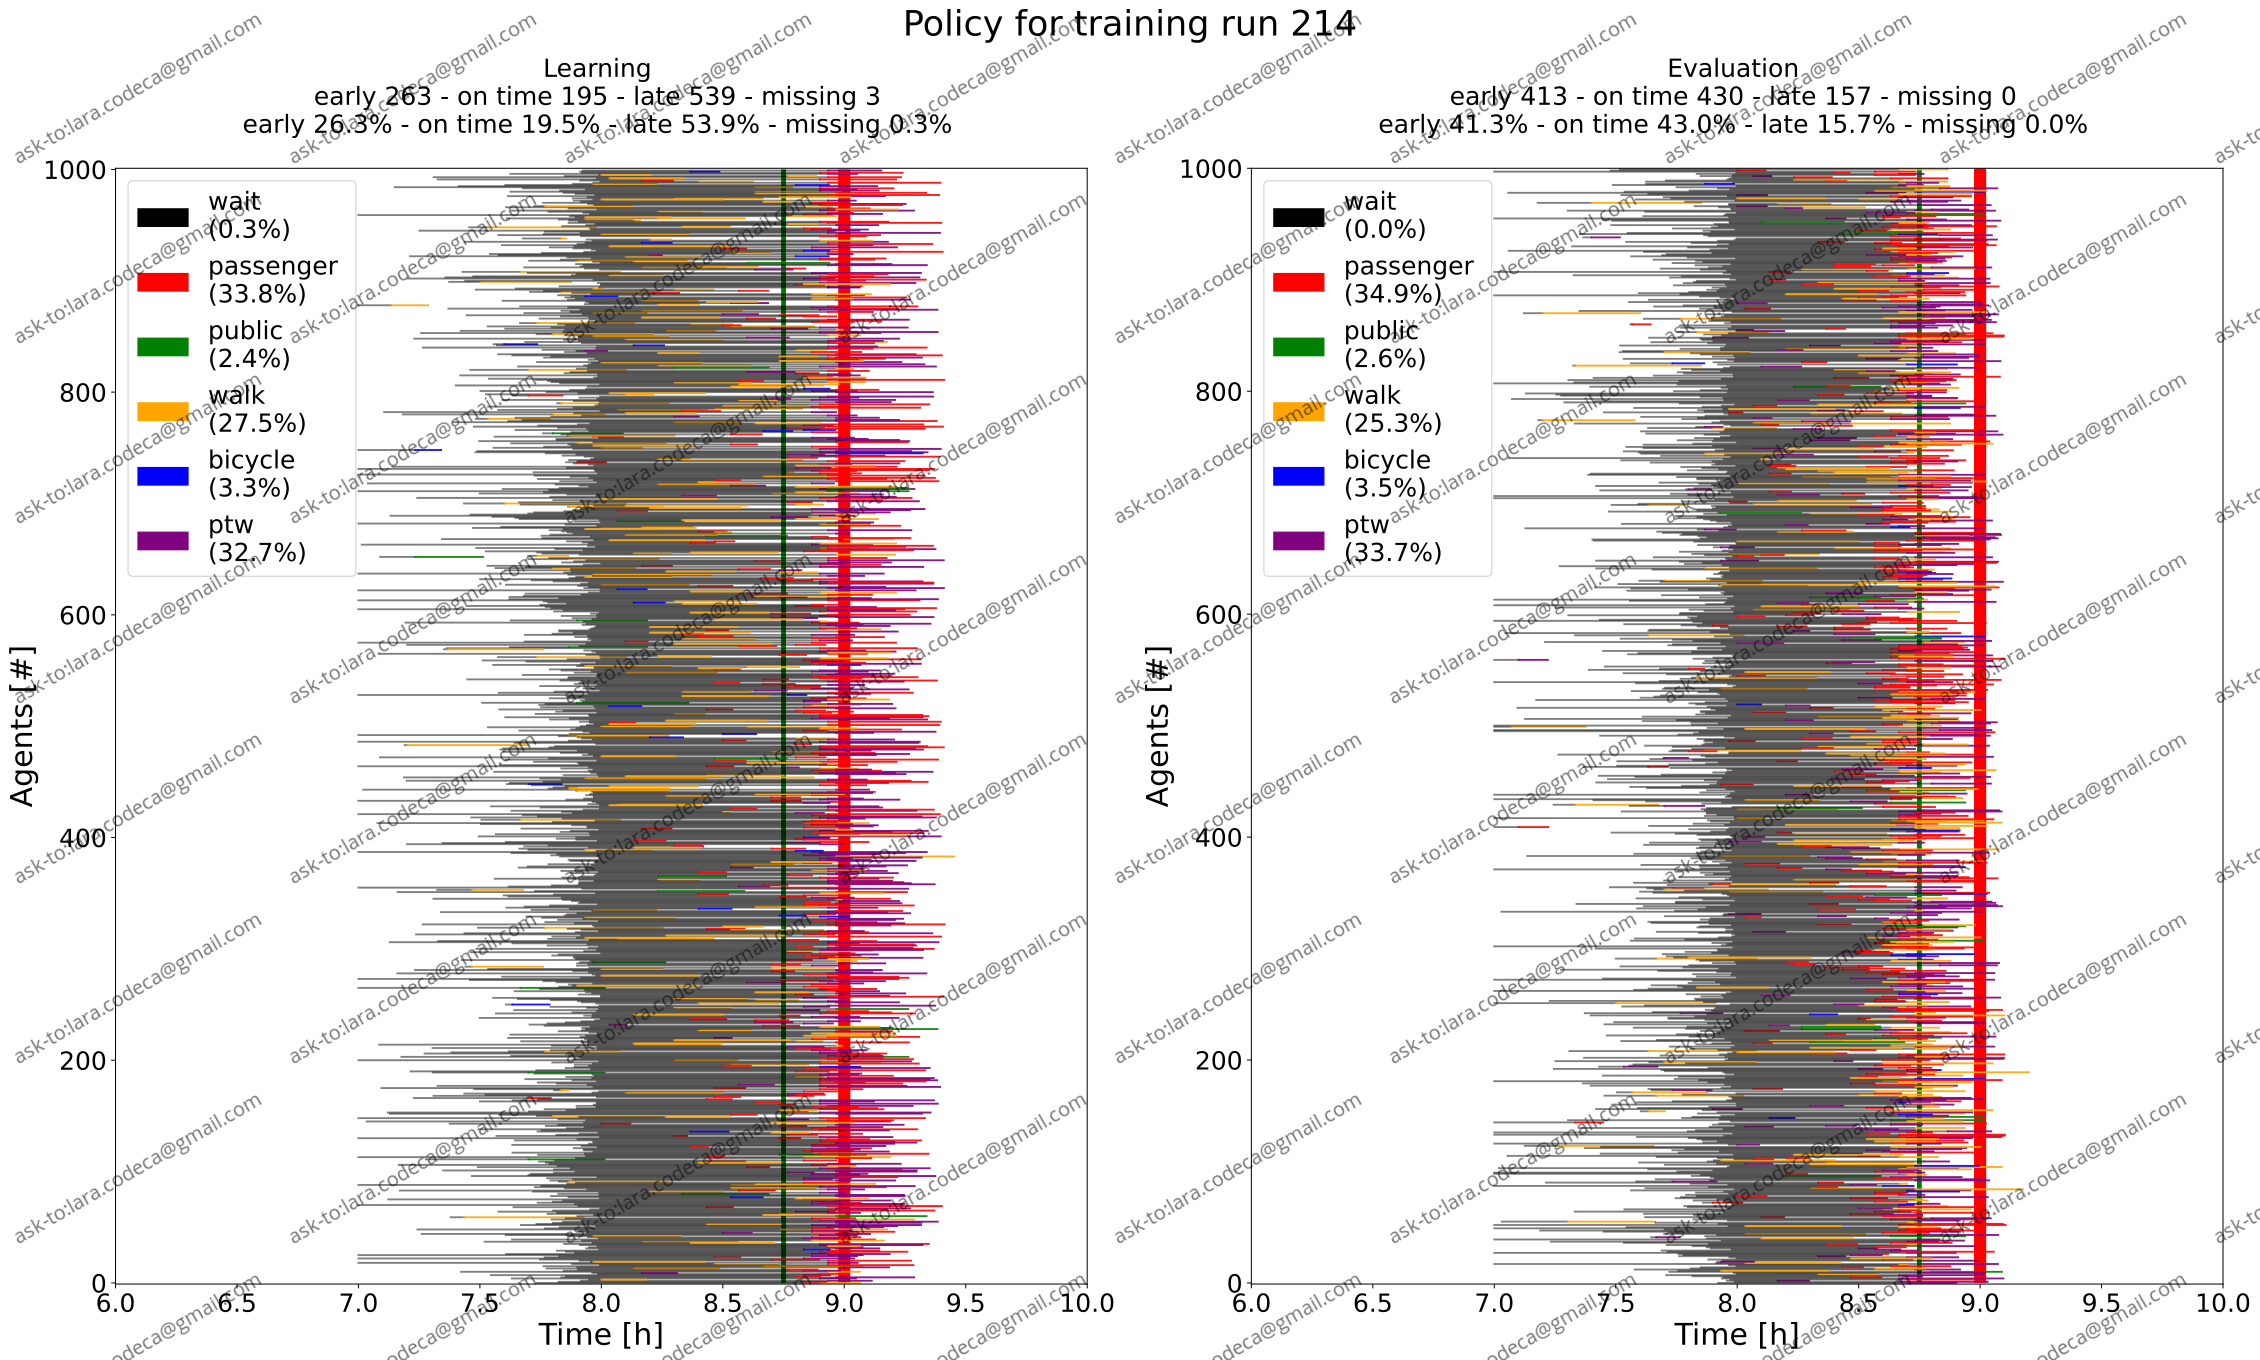 Policy for training run 214
Learning
early 263 - on time 195 - late 539 - missing 3
early 26.3% - on time 19.5% - late 53.9% - missing 0.3%
Evaluation
early 413 - on time 430 - late 157 - missing 0
early 41.3% - on time 43.0% - late 15.7% - missing 0.0%
Agents [#]
1000
800
600
400
200
0
wait
(0.3%)
passenger
(33.8%)
public
(2.4%)
walk
(27.5%)
bicycle
(3.3%)
ptw
(32.7%)
6.0 6.5 7.0 7.5 8.0 8.5 9.0 9.5 10.0
Time [h]
Agents [#]
1000
800
600
400
200
0
wait
(0.0%)
passenger
(34.9%)
public
(2.6%)
walk
(25.3%)
bicycle
(3.5%)
ptw
(33.7%)
6.0 6.5 7.0 7.5 8.0 8.5 9.0 9.5 10.0
Time [h]
ask-to:lara.codeca@gmail.com